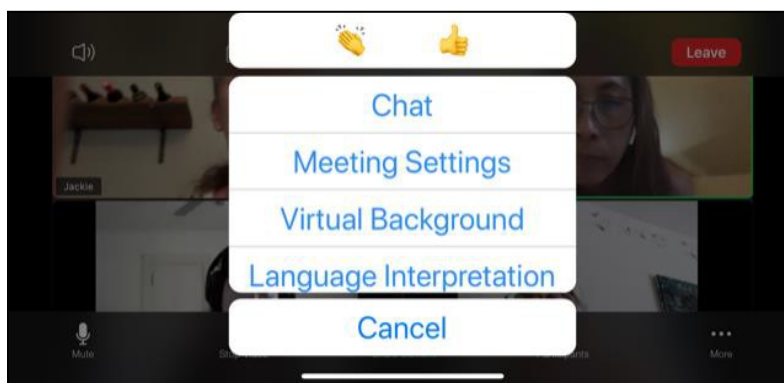 Leave
Chat
Meeting Settings
Jackie
Virtual Background
Language Interpretation
Cancel
Mute
More